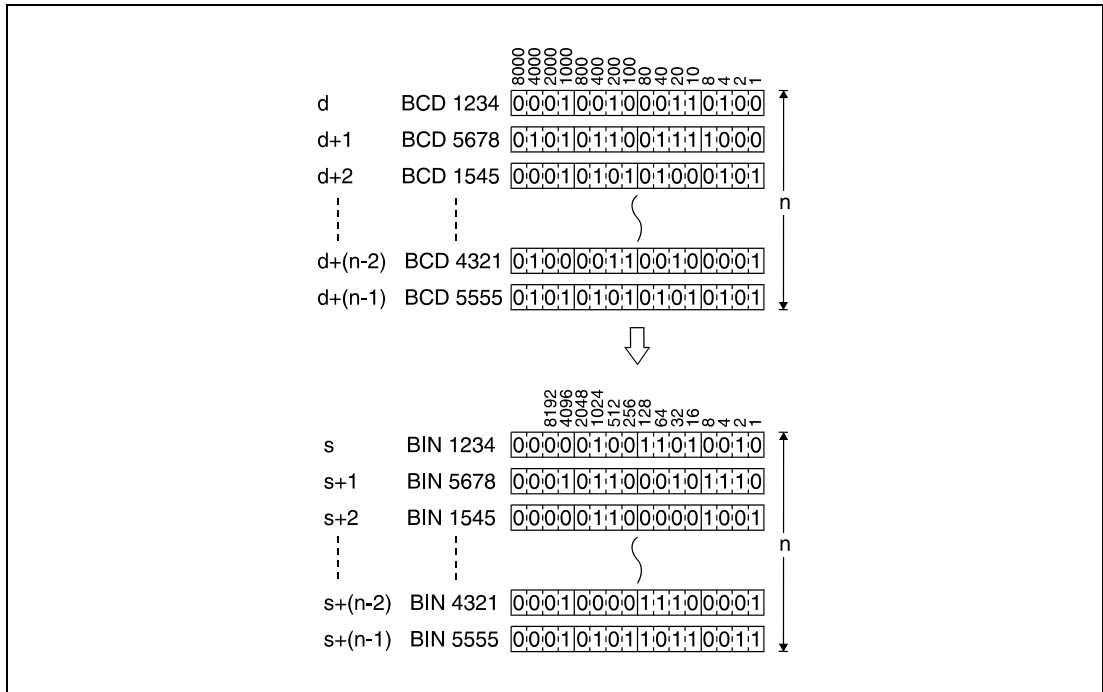 8000 4000 2000 1000 800 400 200 100 80 40 20 10 8 4 2 1
d BCD 1234 0001001000110100
d+1 BCD 5678 0101011001111000
d+2 BCD 1545 0001010101000101
n
d+(n-2) BCD 4321 0100001100100001
d+(n-1) BCD 5555 0101010101010101
8192 4096 2048 1024 512 256 128 64 32 16 8 4 2 1
s BIN 1234 0000010011010010
s+1 BIN 5678 0001011000101110
s+2 BIN 1545 0000011000001001
n
s+(n-2) BIN 4321 0001000011100001
s+(n-1) BIN 5555 0001010110110011